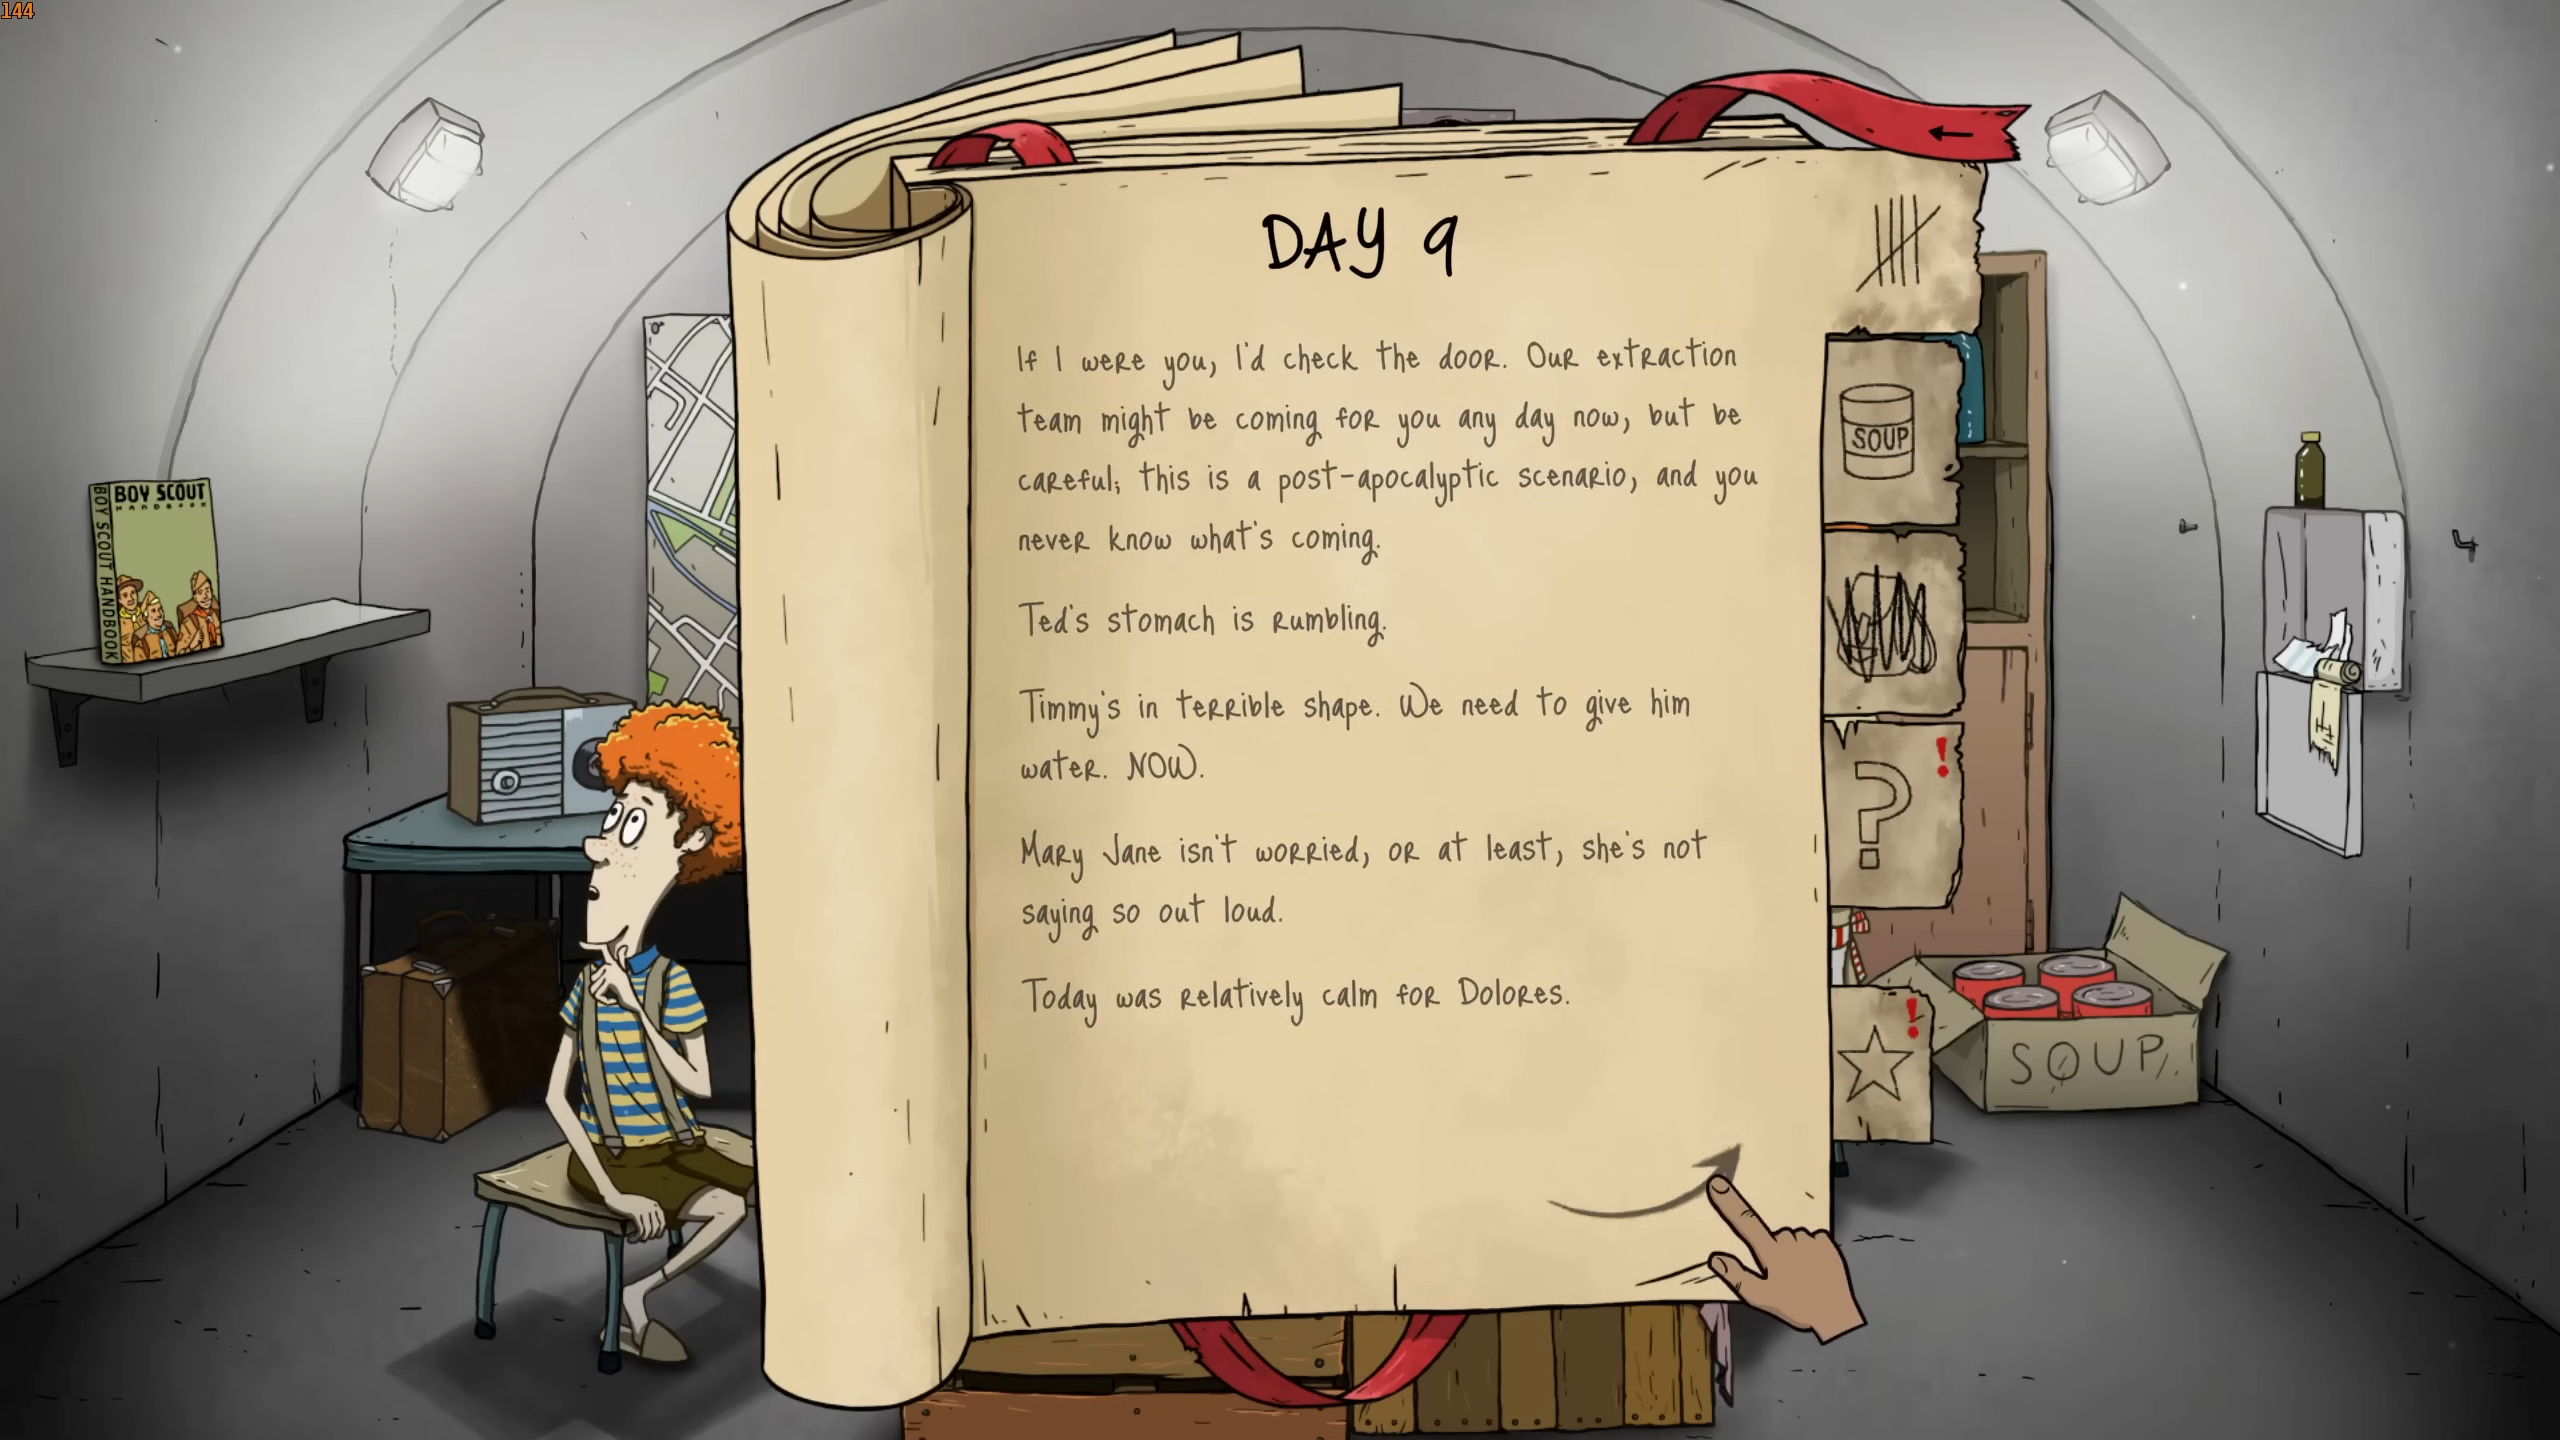 144
DAY 9
If I were you, I'd check the door. Our extraction
team might be coming for you any day now, but be
careful; this is a post-apocalyptic scenario, and you
never know what's coming.
Ted's stomach is rumbling.
Timmy's in terrible shape. We need to give him
water. NOW.
Mary Jane isn't worried, or at least, she's not
saying so out loud.
Today was relatively calm for Dolores.
SOUP
?
!
!
BOY SCOUT
HANDBOOK
BOY SCOUT HANDBOOK
SOUP